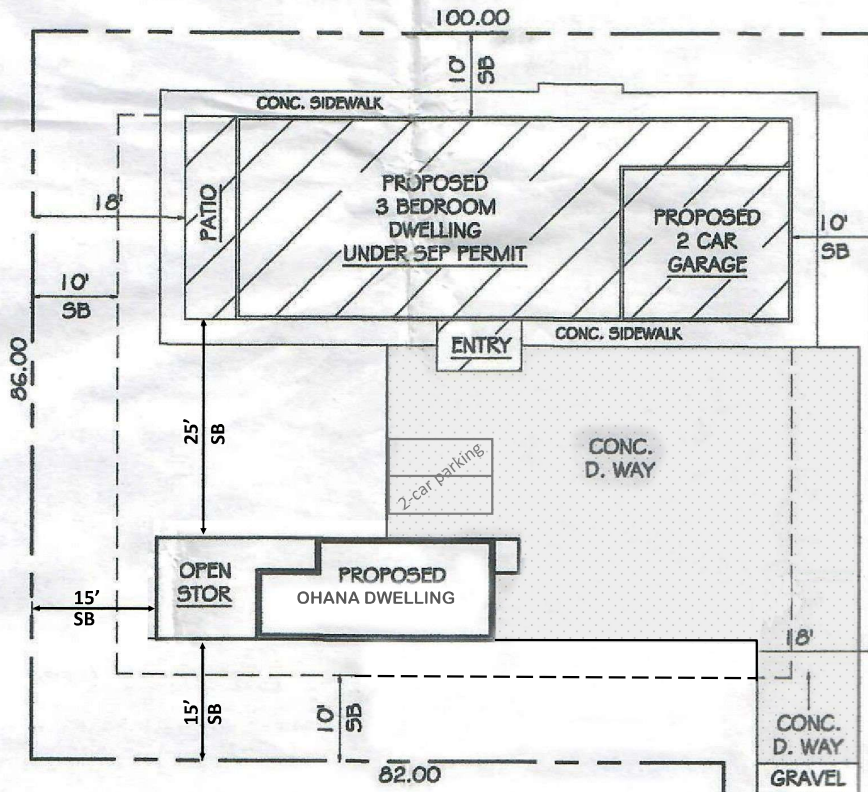 100.00
10'
SB
CONC. SIDEWALK
PROPOSED
3 BEDROOM
DWELLING
UNDER SEP PERMIT
PATIO
18'
PROPOSED
2 CAR
GARAGE
10'
SB
10'
SB
ENTRY
CONC. SIDEWALK
86.00
25'
SB
CONC.
D. WAY
2-car parking
OPEN
STOR
PROPOSED
OHANA DWELLING
15'
SB
18'
15'
SB
10'
SB
CONC.
D. WAY
82.00
GRAVEL